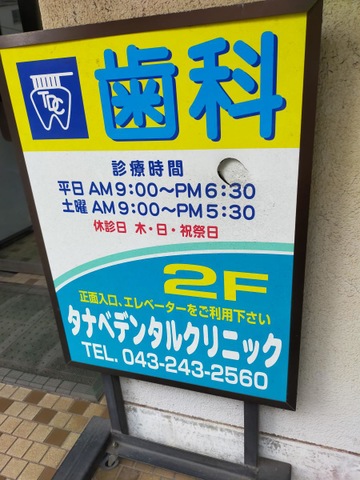 TDC
歯科
診療時間
平日 AM9:00〜PM6:30
土曜 AM9:00〜PM5:30
休診日 木・日・祝祭日
2F
正面入口、エレベーターをご利用下さい
タナベデンタルクリニック
TEL. 043-243-2560